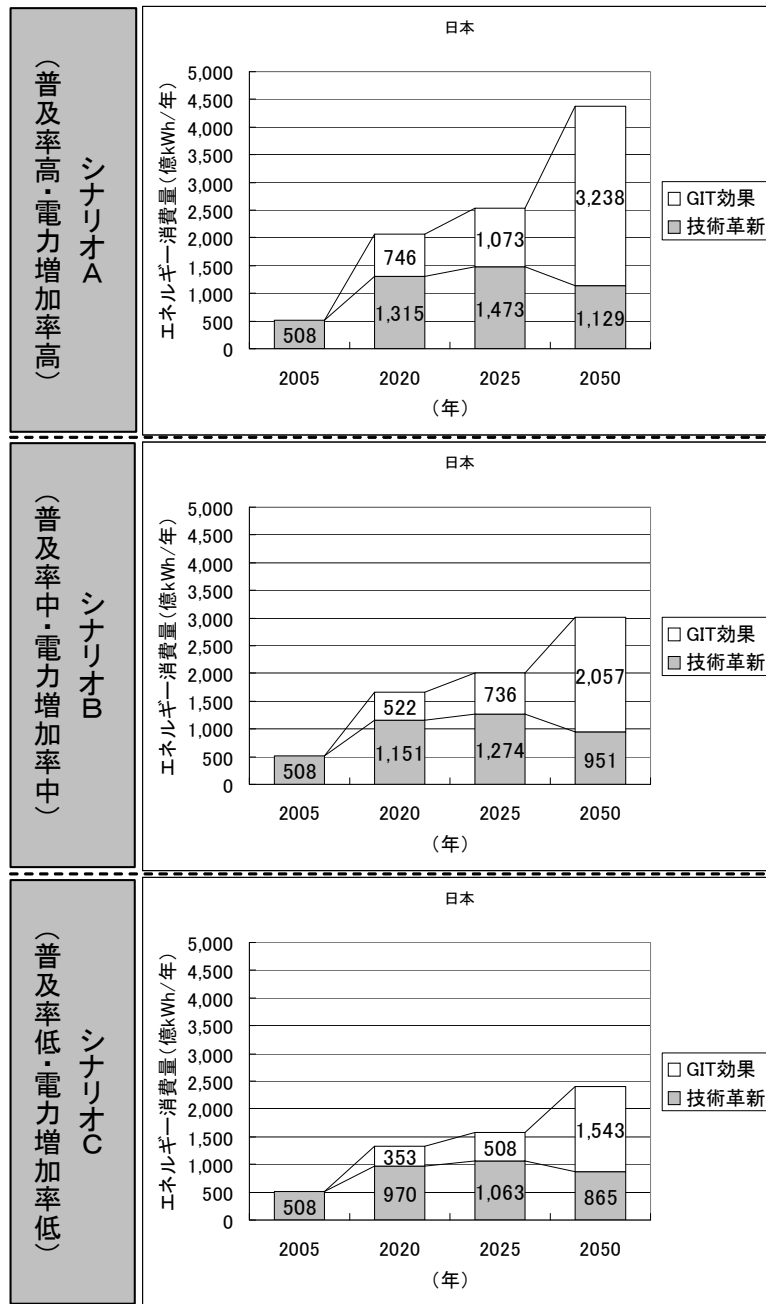 シナリオA
（普及率高・電力増加率高）
日本
エネルギー消費量(億kWh/年)
5,000
4,500
4,000
3,500
3,000
2,500
2,000
1,500
1,000
500
0
508
746
1,315
1,073
1,473
3,238
1,129
2005 2020 2025 2050
(年)
GIT効果
技術革新
シナリオB
（普及率中・電力増加率中）
日本
エネルギー消費量(億kWh/年)
5,000
4,500
4,000
3,500
3,000
2,500
2,000
1,500
1,000
500
0
508
522
1,151
736
1,274
2,057
951
2005 2020 2025 2050
(年)
GIT効果
技術革新
シナリオC
（普及率低・電力増加率低）
日本
エネルギー消費量(億kWh/年)
5,000
4,500
4,000
3,500
3,000
2,500
2,000
1,500
1,000
500
0
508
353
970
508
1,063
1,543
865
2005 2020 2025 2050
(年)
GIT効果
技術革新